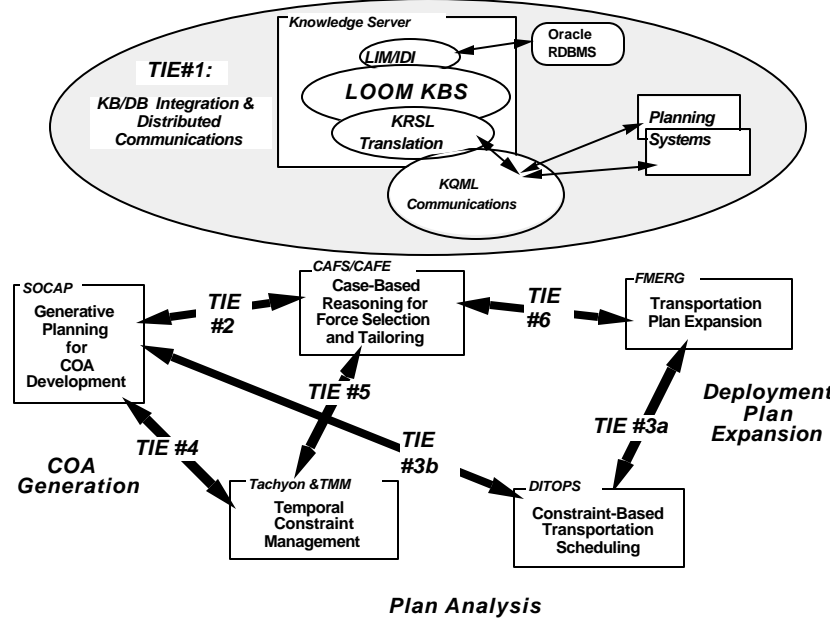 Knowledge Server
Oracle
RDBMS
LIM/IDI
TIE#1:
LOOM KBS
KB/DB Integration &
Distributed
Communications
KRSL
Translation
Planning
Systems
KQML
Communications
SOCAP
Generative
Planning
for
COA
Development
TIE
#2
CAFS/CAFE
Case-Based
Reasoning for
Force Selection
and Tailoring
TIE
#6
FMERG
Transportation
Plan Expansion
TIE #5
Deployment
Plan
Expansion
TIE #3a
TIE #4
TIE
#3b
COA
Generation
Tachyon &TMM
Temporal
Constraint
Management
DITOPS
Constraint-Based
Transportation
Scheduling
Plan Analysis